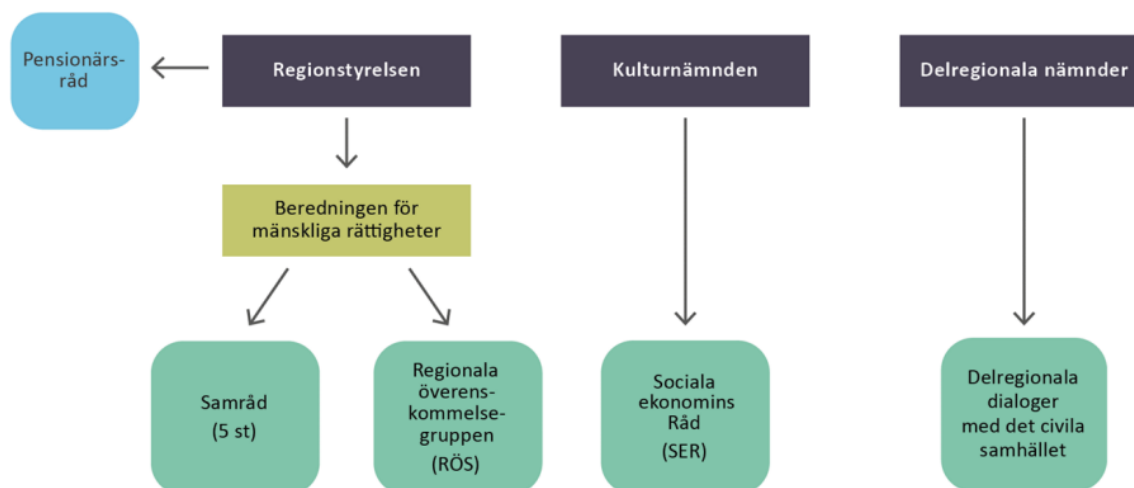 Pensionärs-
råd
Regionstyrelsen
Kulturnämnden
Delregionala nämnder
Beredningen för
mänskliga rättigheter
Samråd
(5 st)
Regionala
överens-
kommelse-
gruppen
(RÖS)
Sociala
ekonomins
Råd
(SER)
Delregionala
dialoger
med det civila
samhället